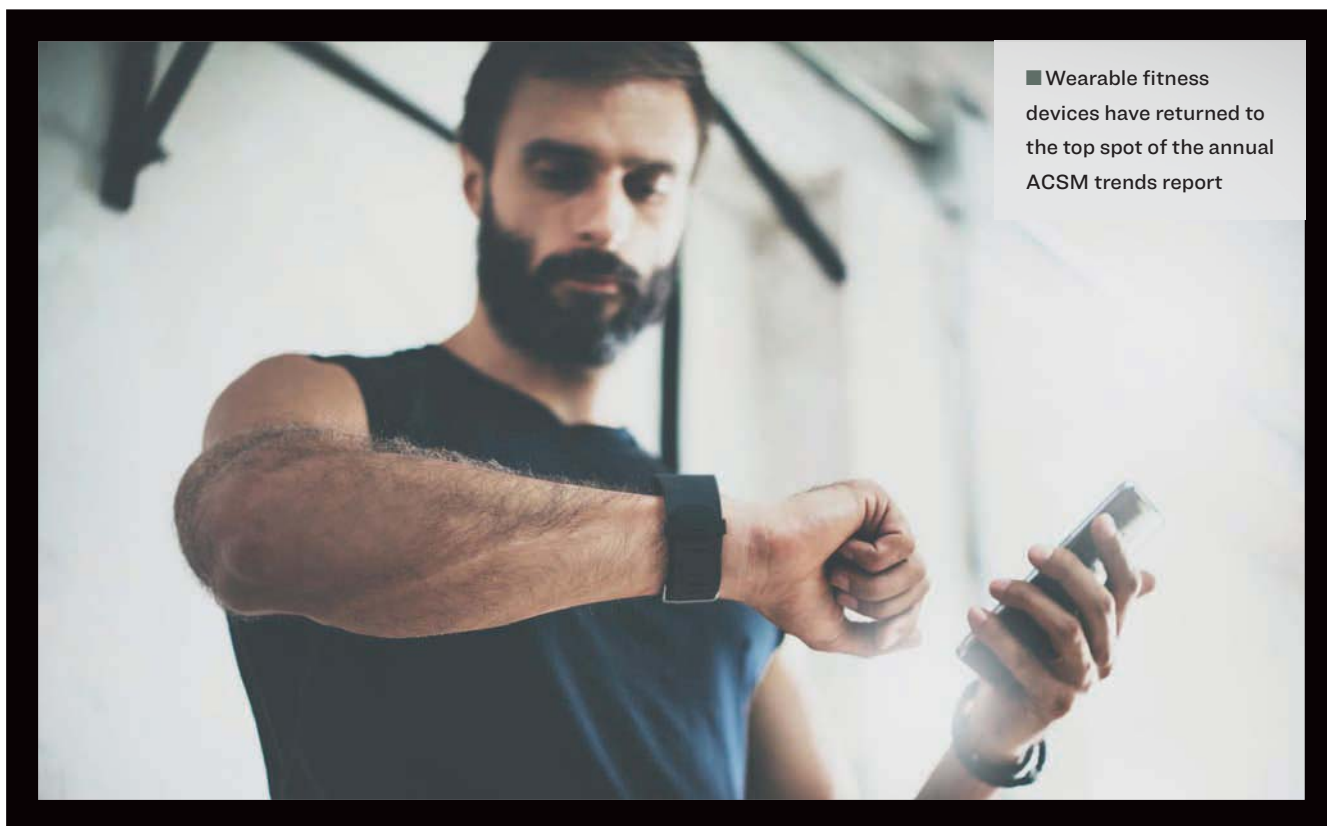 Wearable fitness
devices have returned to
the top spot of the annual
ACSM trends report